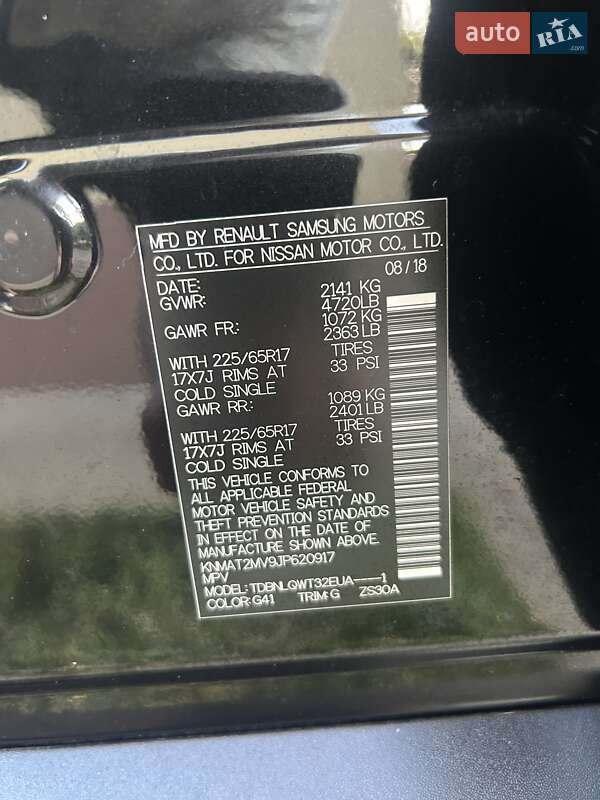 auto RIA.com
MFD BY RENAULT SAMSUNG MOTORS
CO., LTD. FOR NISSAN MOTOR CO., LTD.
DATE: 08/18
GVWR: 2141 KG
4720LB
GAWR FR: 1072 KG
2363 LB
WITH 225/65R17 TIRES
17X7J RIMS AT 33 PSI
COLD SINGLE
GAWR RR: 1089 KG
2401 LB
WITH 225/65R17 TIRES
17X7J RIMS AT 33 PSI
COLD SINGLE
THIS VEHICLE CONFORMS TO
ALL APPLICABLE FEDERAL
MOTOR VEHICLE SAFETY AND
THEFT PREVENTION STANDARDS
IN EFFECT ON THE DATE OF
MANUFACTURE SHOWN ABOVE.
KNMAT2MV9JP620917
MPV
MODEL: TDBNLQWT32EUA----1
COLOR: G41 TRIM:G ZS30A